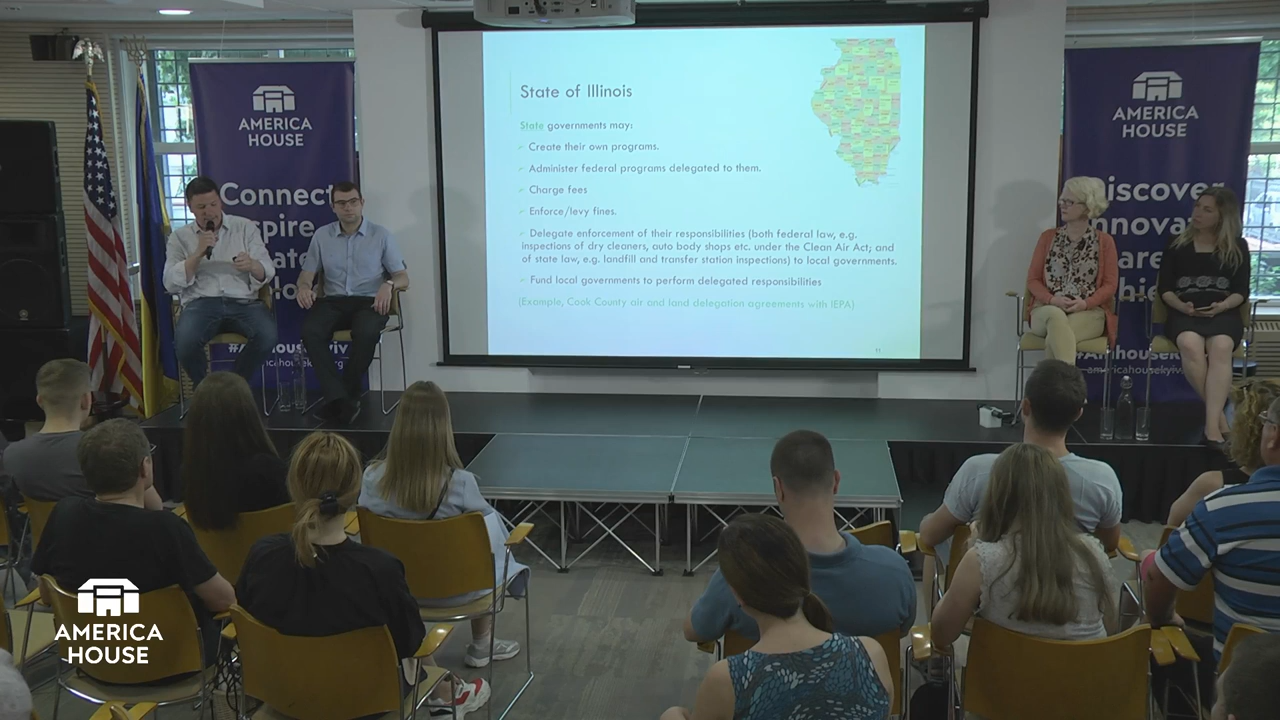 AMERICA
HOUSE
Connect
#AmHouseKyiv
State of Illinois
State governments may:
Create their own programs.
Administer federal programs delegated to them.
Charge fees
Enforce/levy fines.
Delegate enforcement of their responsibilities (both federal law, e.g.
inspections of dry cleaners, auto body shops etc. under the Clean Air Act; and
of state law, e.g. landfill and transfer station inspections) to local governments.
Fund local governments to perform delegated responsibilities
(Example, Cook County air and land delegation agreements with IEPA)
11
AMERICA
HOUSE
Discover
americahousekyiv
AMERICA
HOUSE